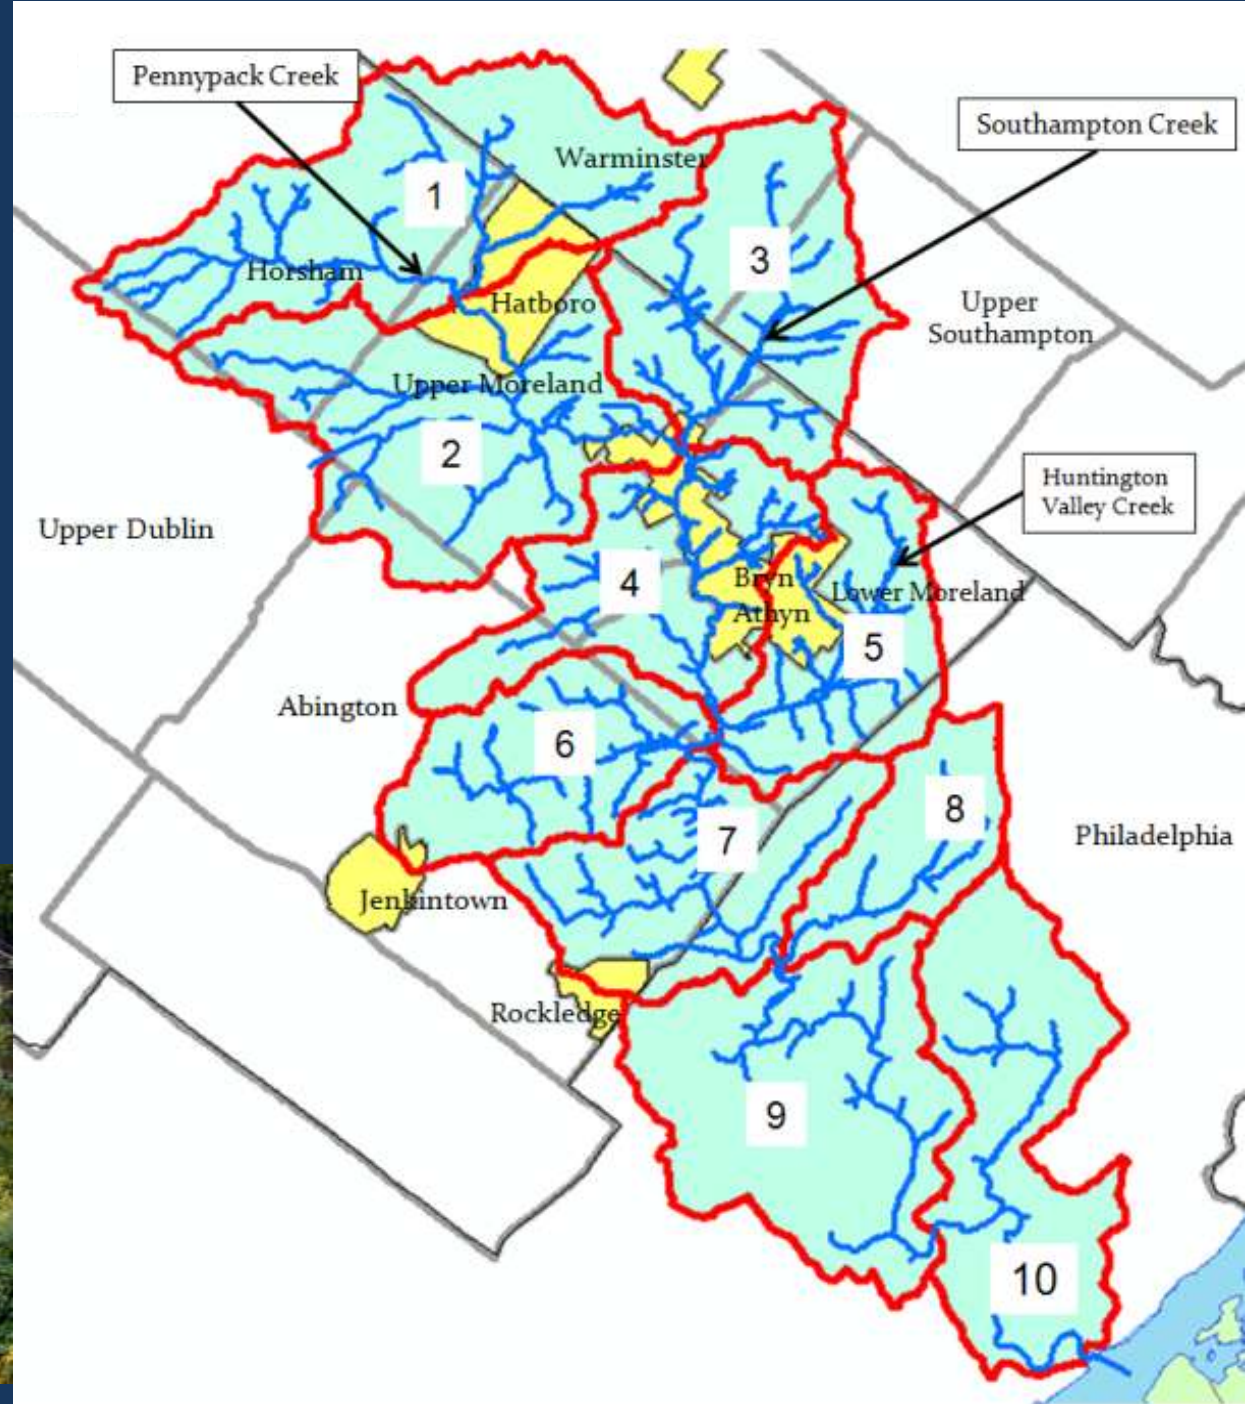 Pennypack Creek
Southampton Creek
Warminster
1
3
Horsham
Hatboro
Upper
Southampton
Upper Moreland
2
Huntington
Valley Creek
Upper Dublin
4
Bryn
Athyn
Lower Moreland
5
Abington
6
8
7
Philadelphia
Jenkintown
Rockledge
9
10